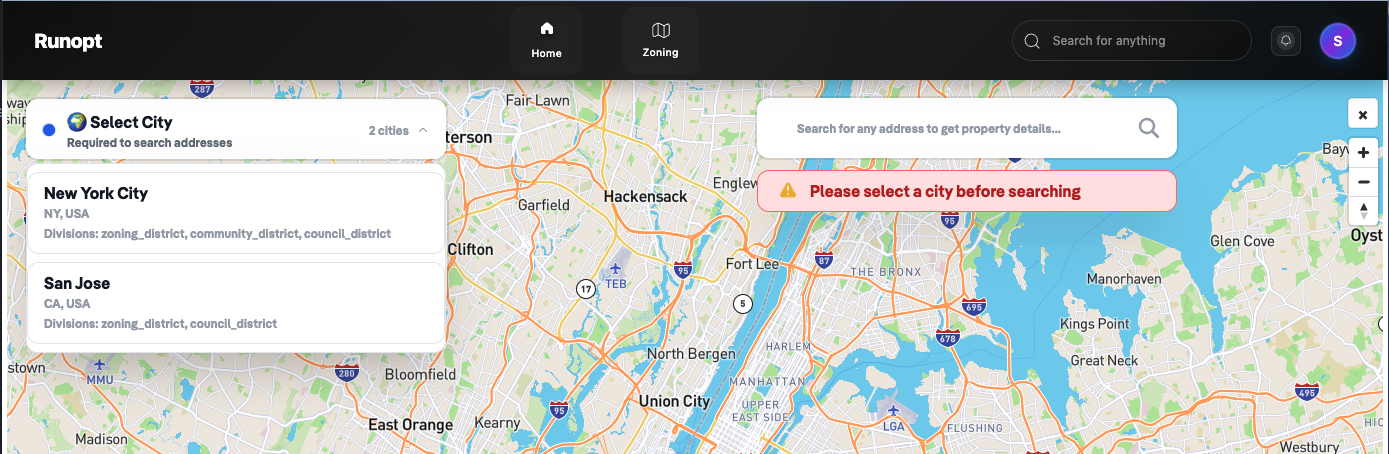 Runopt
Home
Zoning
Search for anything
S
Select City
Required to search addresses
2 cities
New York City
NY, USA
Divisions: zoning_district, community_district, council_district
San Jose
CA, USA
Divisions: zoning_district, council_district
Search for any address to get property details...
Please select a city before searching
287
Fair Lawn
terson
Hackensack
Englew
Garfield
Clifton
95
TEB
17
Fort Lee
87
95
THE BRONX
5
695
678
Glen Cove
Oyst
Bayv
Manorhaven
Kings Point
Great Neck
HARLEM
North Bergen
MANHATTAN
UPPER
EAST SIDE
Union City
stown
MMU
280
Bloomfield
95
East Orange
Kearny
Madison
LGA
FLUSHING
495
Westbury
HIC